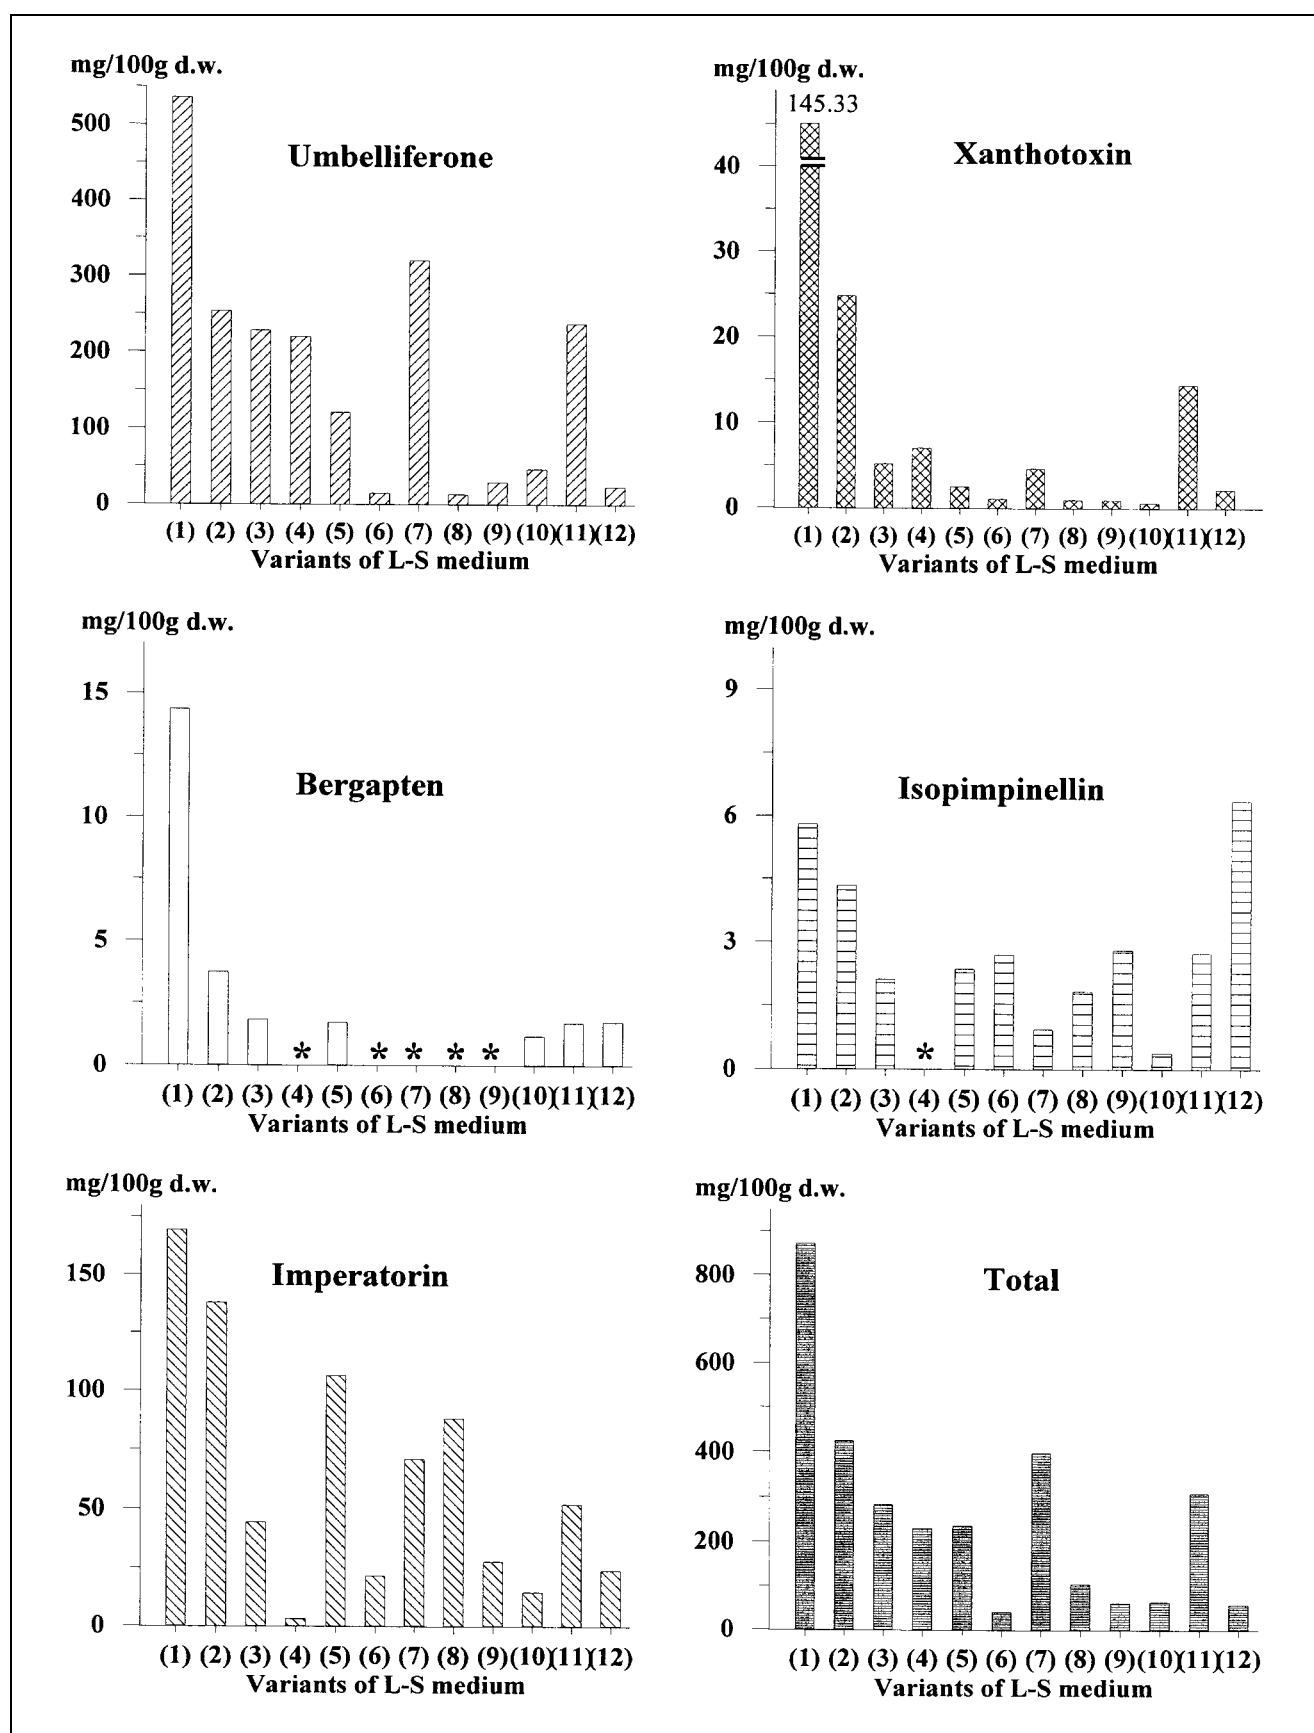 mg/100g d.w.
500
400
300
200
100
0
Umbelliferone
(1) (2) (3) (4) (5) (6) (7) (8) (9) (10)(11)(12)
Variants of L-S medium
mg/100g d.w.
145.33
40
30
20
10
0
Xanthotoxin
(1) (2) (3) (4) (5) (6) (7) (8) (9) (10)(11)(12)
Variants of L-S medium
mg/100g d.w.
15
10
5
0
Bergapten
* * * * *
(1) (2) (3) (4) (5) (6) (7) (8) (9) (10)(11)(12)
Variants of L-S medium
mg/100g d.w.
9
6
3
0
Isopimpinellin
*
(1) (2) (3) (4) (5) (6) (7) (8) (9) (10)(11)(12)
Variants of L-S medium
mg/100g d.w.
150
100
50
0
Imperatorin
(1) (2) (3) (4) (5) (6) (7) (8) (9) (10)(11)(12)
Variants of L-S medium
mg/100g d.w.
800
600
400
200
0
Total
(1) (2) (3) (4) (5) (6) (7) (8) (9) (10)(11)(12)
Variants of L-S medium